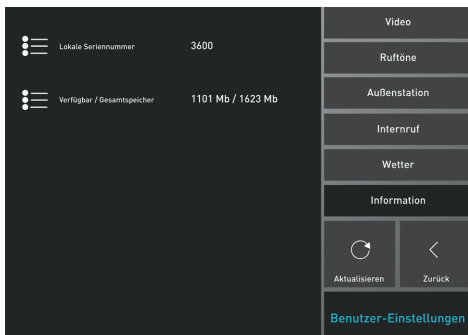 Lokale Seriennummer 3600
Verfügbar / Gesamtspeicher 1101 Mb / 1623 Mb
Video
Ruftöne
Außenstation
Internruf
Wetter
Information
Aktualisieren Zurück
Benutzer-Einstellungen